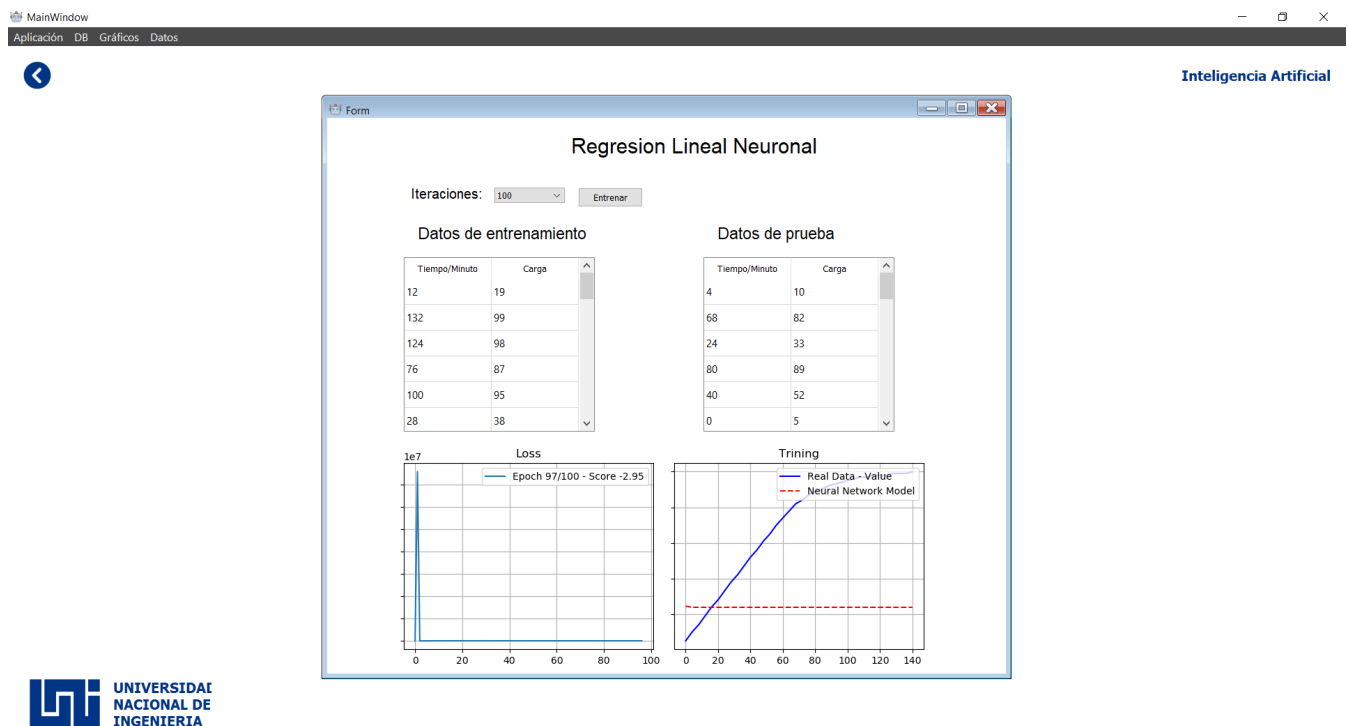 MainWindow
Aplicación DB Gráficos Datos
Inteligencia Artificial
Form
Regresion Lineal Neuronal
Iteraciones: 100 Entrenar
Datos de entrenamiento Datos de prueba
Tiempo/Minuto Carga Tiempo/Minuto Carga
12 19 4 10
132 99 68 82
124 98 24 33
76 87 80 89
100 95 40 52
28 38 0 5
Loss Trining
1e7
Epoch 97/100 - Score -2.95 Real Data - Value
Neural Network Model
0 20 40 60 80 100 0 20 40 60 80 100 120 140
UNIVERSIDAD
NACIONAL DE
INGENIERIA